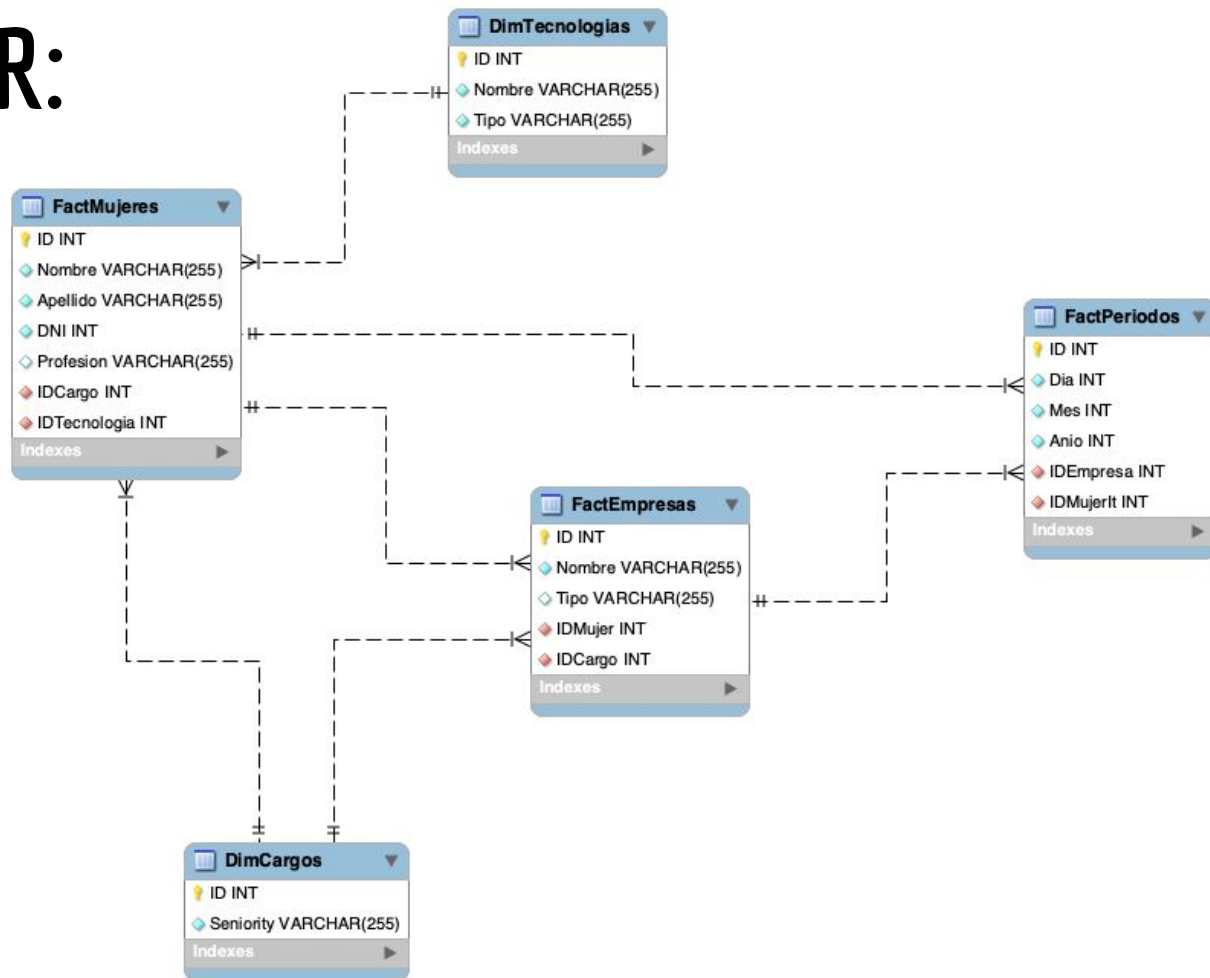 R:
DimTecnologias
ID INT
Nombre VARCHAR(255)
Tipo VARCHAR(255)
Indexes
FactMujeres
ID INT
Nombre VARCHAR(255)
Apellido VARCHAR(255)
DNI INT
Profesion VARCHAR(255)
IDCargo INT
IDTecnologia INT
Indexes
FactPeriodos
ID INT
Dia INT
Mes INT
Anio INT
IDEmpresa INT
IDMujerIt INT
Indexes
FactEmpresas
ID INT
Nombre VARCHAR(255)
Tipo VARCHAR(255)
IDMujer INT
IDCargo INT
Indexes
DimCargos
ID INT
Seniority VARCHAR(255)
Indexes